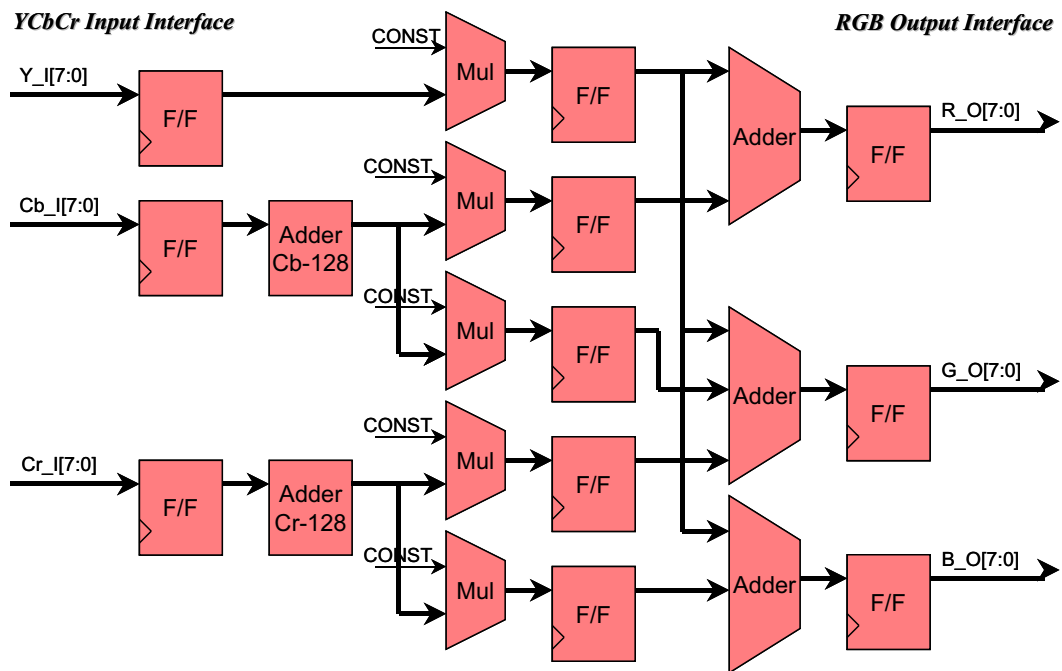 YCbCr Input Interface
RGB Output Interface
CONST
Y_I[7:0]
Mul
F/F
F/F
Adder
R_O[7:0]
F/F
CONST
Cb_I[7:0]
F/F
Adder
Cb-128
Mul
F/F
CONST
Mul
F/F
Adder
G_O[7:0]
F/F
CONST
Cr_I[7:0]
F/F
Adder
Cr-128
Mul
F/F
CONST
Mul
F/F
Adder
B_O[7:0]
F/F